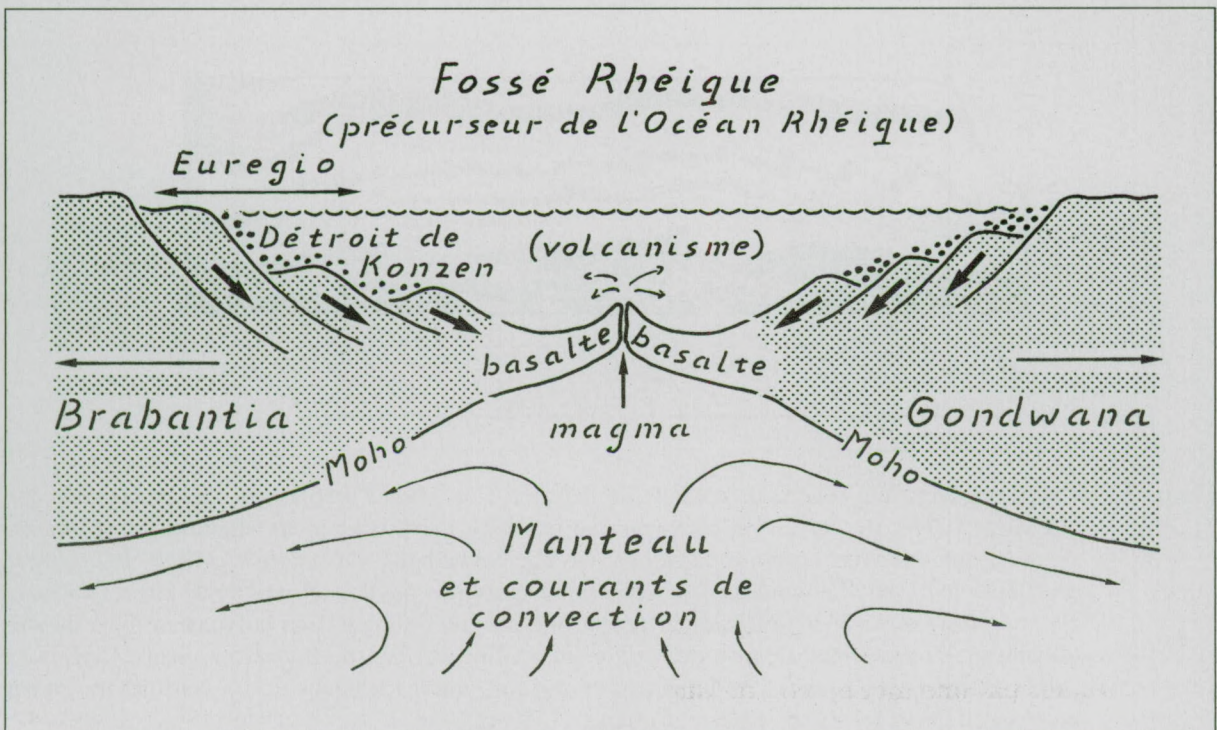 Fossé Rhéique
(précurseur de l'Océan Rhéique)
Euregio
Détroit de
Konzen
(volcanisme)
basalte
basalte
Brabantia
Gondwana
magma
Moho
Moho
Manteau
et courants de
convection